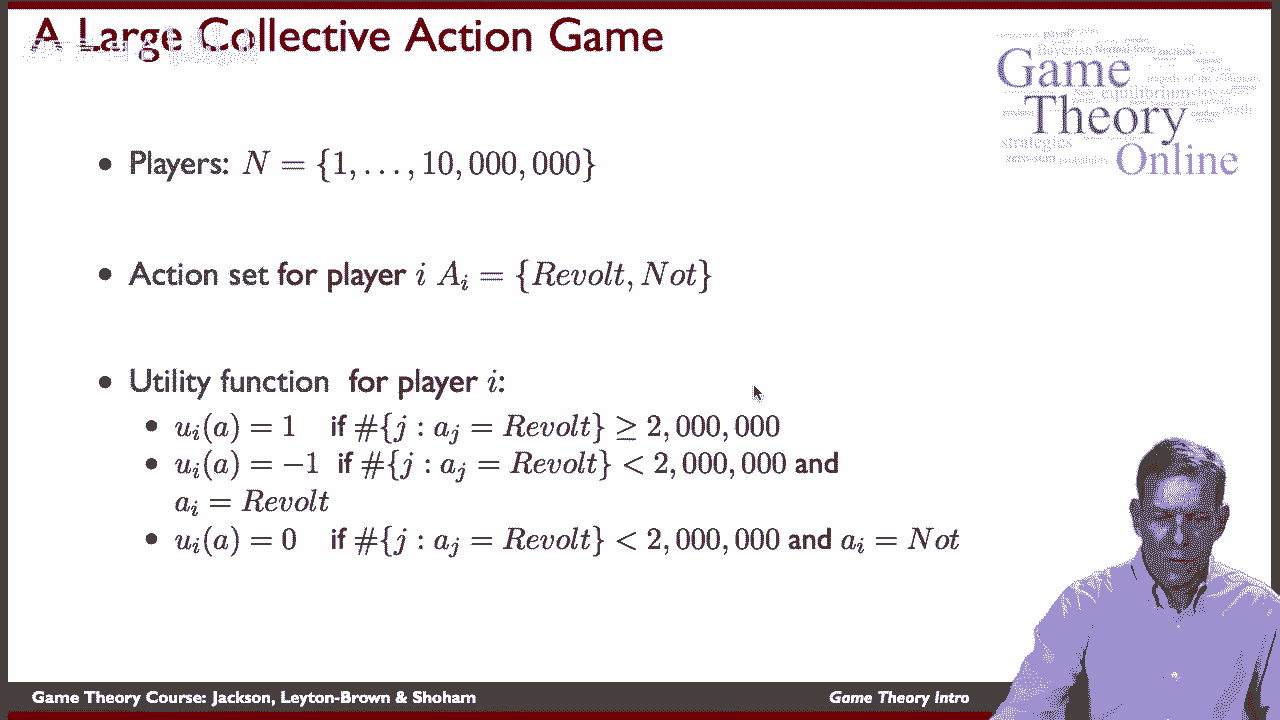 A Large Collective Action Game
Game
Theory
Online
equilibrium
strategies
• Players: N = {1, . . . , 10, 000, 000}
• Action set for player i A_i = {Revolt, Not}
• Utility function for player i:
• u_i(a) = 1 if #{j : a_j = Revolt} ≥ 2, 000, 000
• u_i(a) = −1 if #{j : a_j = Revolt} < 2, 000, 000 and
a_i = Revolt
• u_i(a) = 0 if #{j : a_j = Revolt} < 2, 000, 000 and a_i = Not
Game Theory Course: Jackson, Leyton-Brown & Shoham
Game Theory Intro